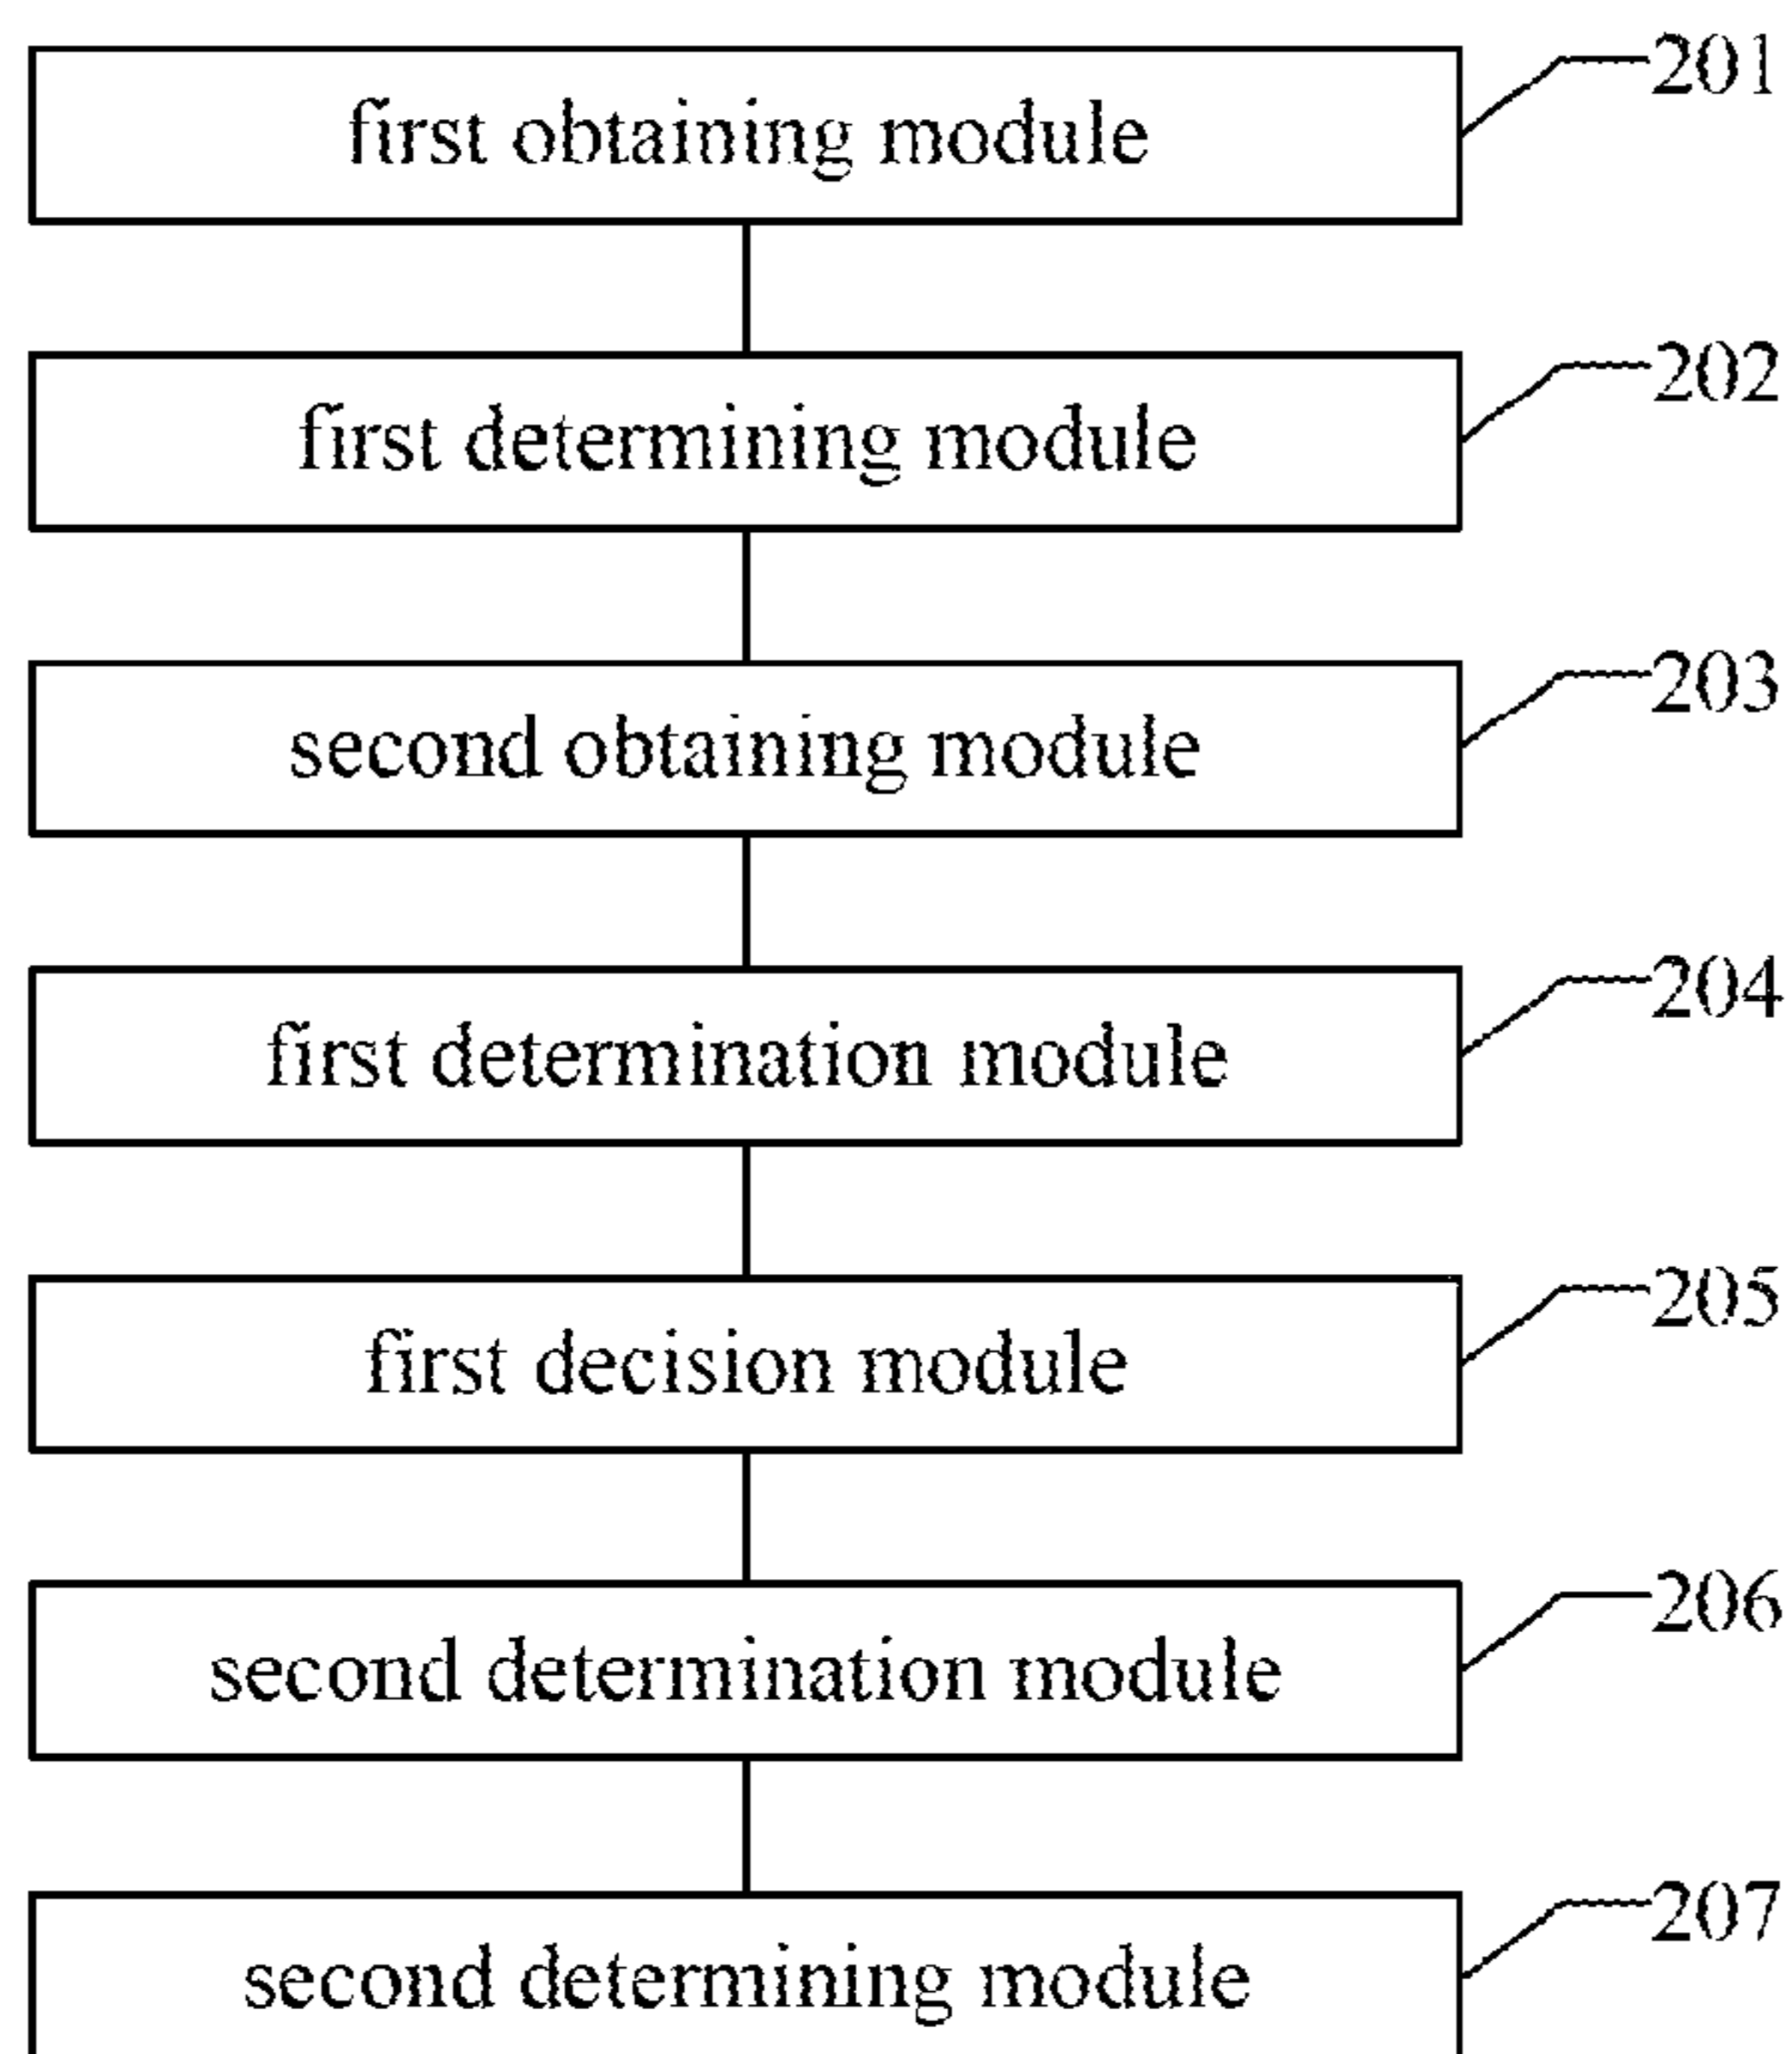 first obtaining module
201
first determining module
202
second obtaining module
203
first determination module
204
first decision module
205
second determination module
206
second determining module
207